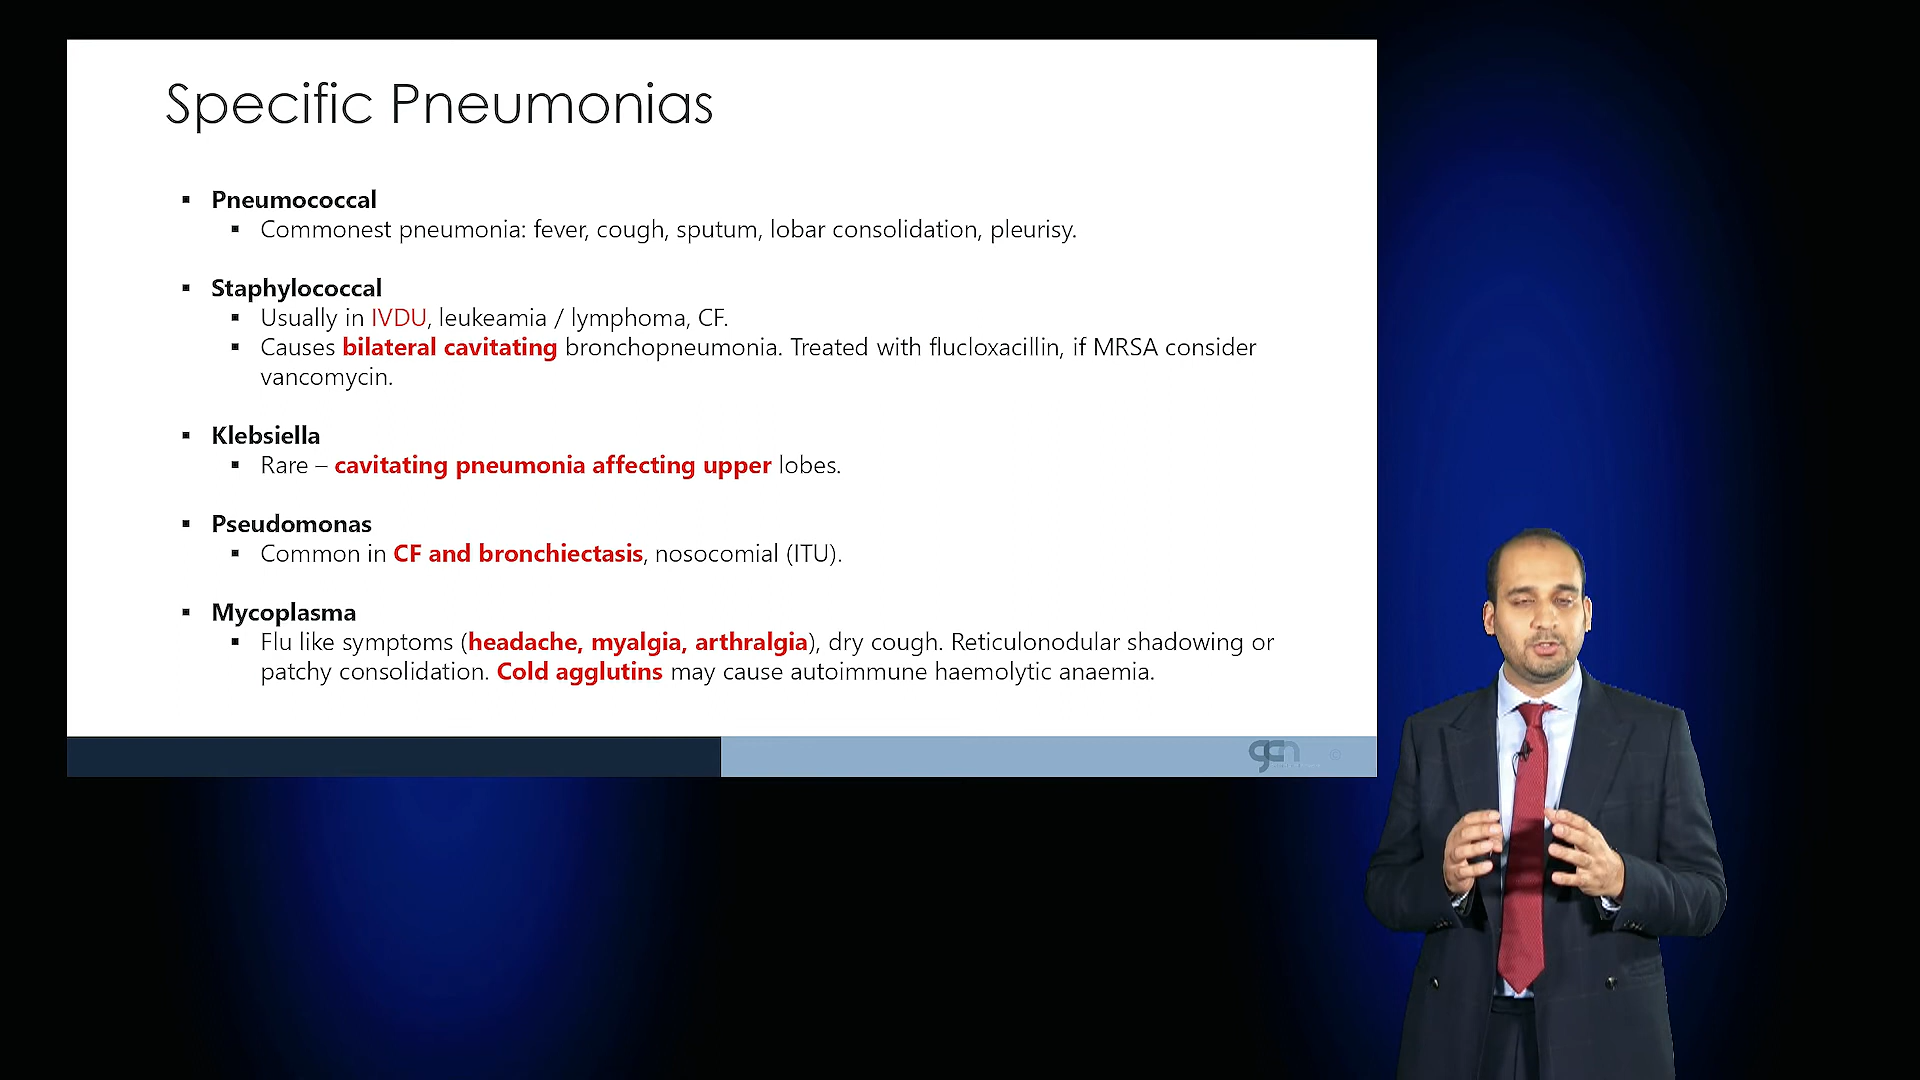 Specific Pneumonias
▪ Pneumococcal
▪ Commonest pneumonia: fever, cough, sputum, lobar consolidation, pleurisy.
▪ Staphylococcal
▪ Usually in IVDU, leukeamia / lymphoma, CF.
▪ Causes bilateral cavitating bronchopneumonia. Treated with flucloxacillin, if MRSA consider
vancomycin.
▪ Klebsiella
▪ Rare – cavitating pneumonia affecting upper lobes.
▪ Pseudomonas
▪ Common in CF and bronchiectasis, nosocomial (ITU).
▪ Mycoplasma
▪ Flu like symptoms (headache, myalgia, arthralgia), dry cough. Reticulonodular shadowing or
patchy consolidation. Cold agglutins may cause autoimmune haemolytic anaemia.